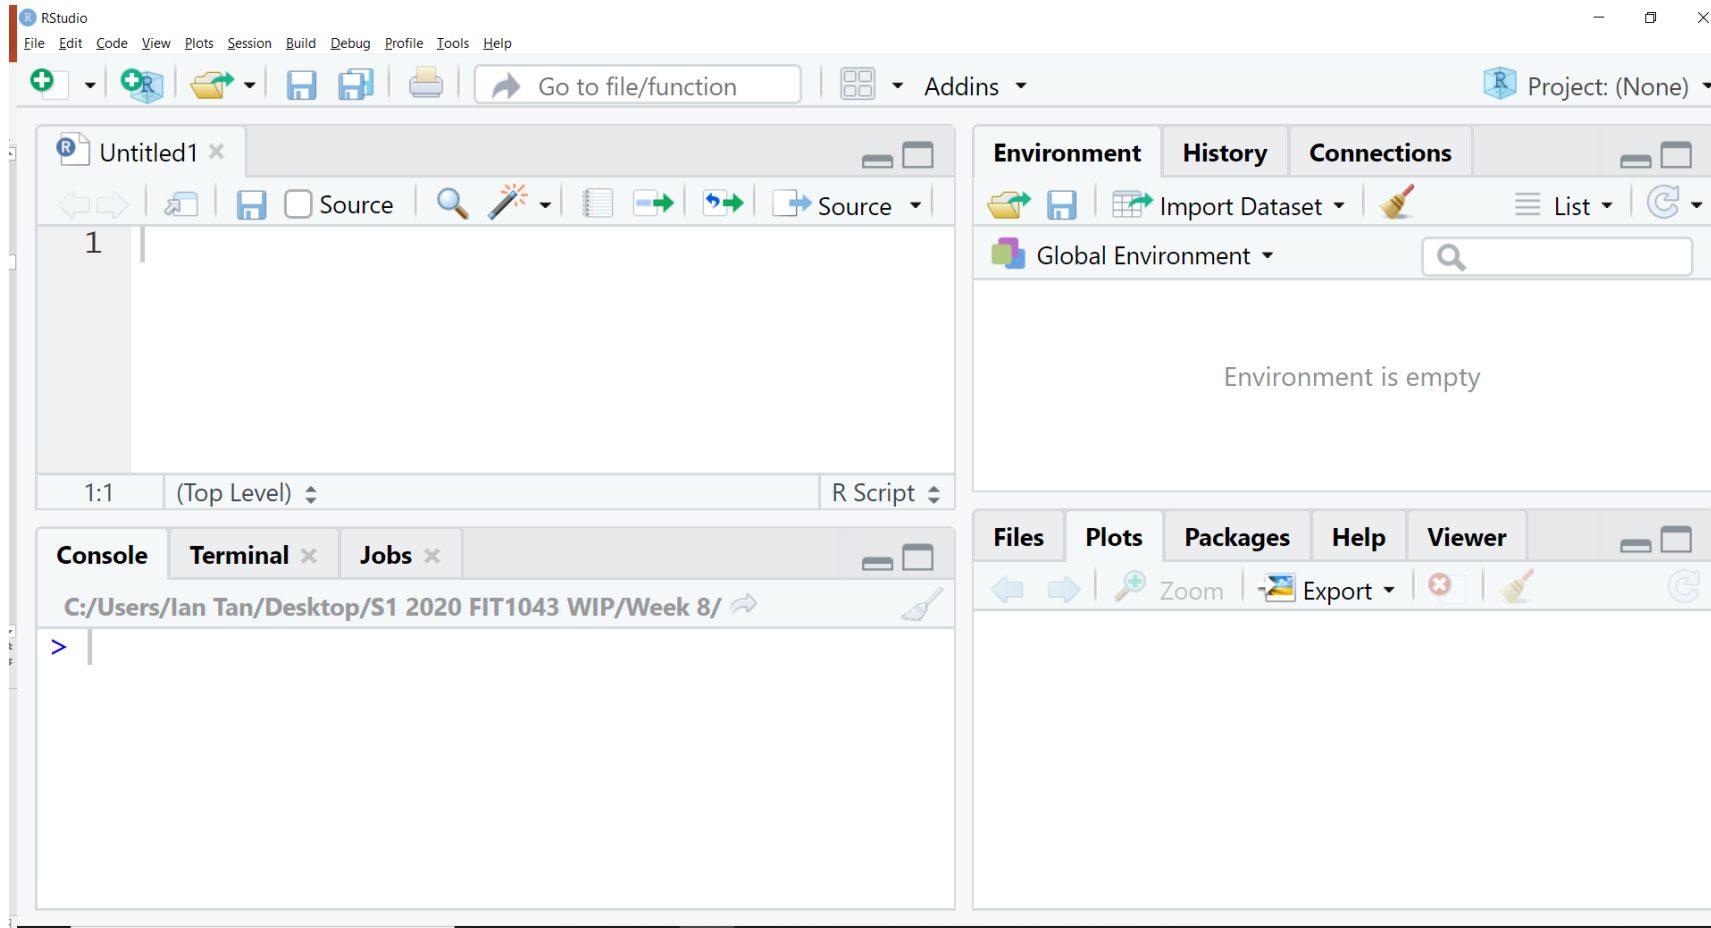 RStudio
File Edit Code View Plots Session Build Debug Profile Tools Help
Go to file/function Addins Project: (None)
Untitled1
Source Source
1
1:1 (Top Level) R Script
Console Terminal Jobs
C:/Users/Ian Tan/Desktop/S1 2020 FIT1043 WIP/Week 8/
>
Environment History Connections
Import Dataset List
Global Environment
Environment is empty
Files Plots Packages Help Viewer
Zoom Export